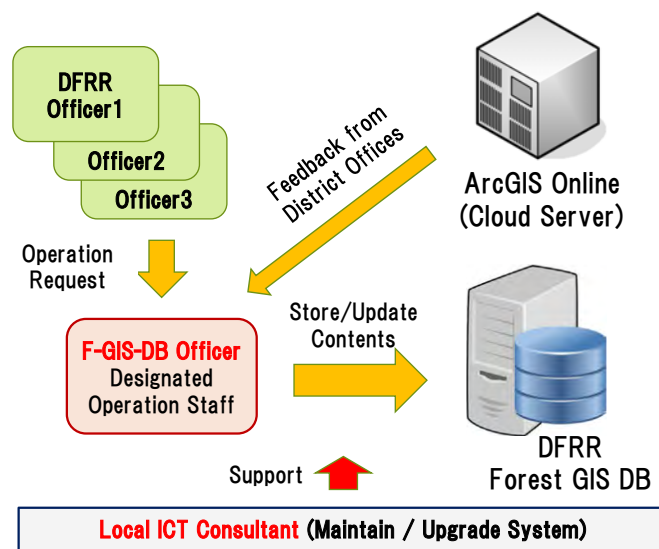 DFRR
Officer1
Officer2
Officer3
Feedback from
District Offices
ArcGIS Online
(Cloud Server)
Operation
Request
F-GIS-DB Officer
Designated
Operation Staff
Store/Update
Contents
DFRR
Forest GIS DB
Support
Local ICT Consultant (Maintain / Upgrade System)